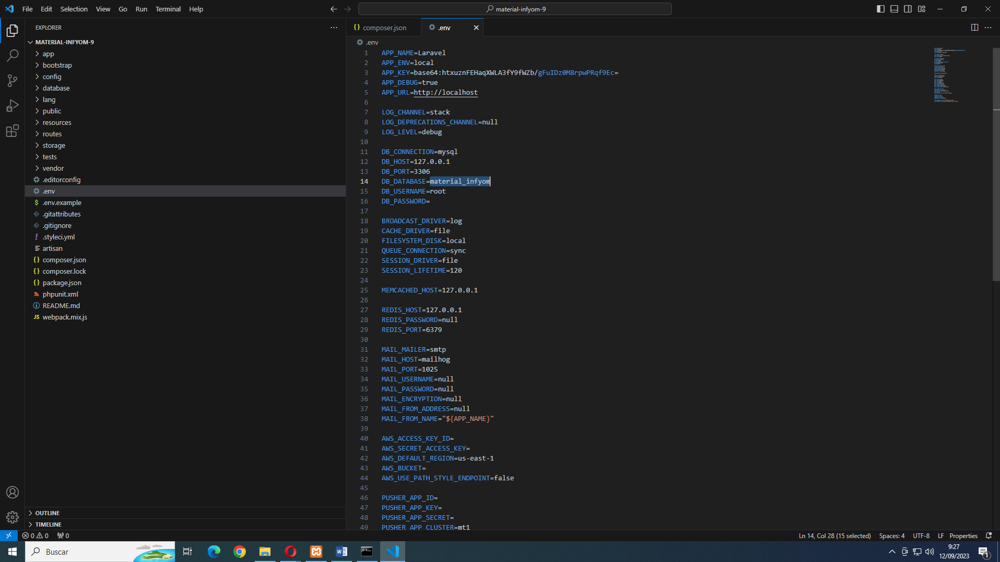 File Edit Selection View Go Run Terminal Help
material-infyom-9
EXPLORER
MATERIAL-INFYOM-9
app
bootstrap
config
database
lang
public
resources
routes
storage
tests
vendor
.editorconfig
.env
$ .env.example
.gitattributes
.gitignore
! .styleci.yml
artisan
{} composer.json
{} composer.lock
{} package.json
phpunit.xml
README.md
JS webpack.mix.js
OUTLINE
TIMELINE
{} composer.json
.env
.env
1 APP_NAME=Laravel
2 APP_ENV=local
3 APP_KEY=base64:htxuznFEHaqXWLA3fY9fWZb/gFuIDz0M8rpwPRqf9Ec=
4 APP_DEBUG=true
5 APP_URL=http://localhost
6
7 LOG_CHANNEL=stack
8 LOG_DEPRECATIONS_CHANNEL=null
9 LOG_LEVEL=debug
10
11 DB_CONNECTION=mysql
12 DB_HOST=127.0.0.1
13 DB_PORT=3306
14 DB_DATABASE=material_infyom
15 DB_USERNAME=root
16 DB_PASSWORD=
17
18 BROADCAST_DRIVER=log
19 CACHE_DRIVER=file
20 FILESYSTEM_DISK=local
21 QUEUE_CONNECTION=sync
22 SESSION_DRIVER=file
23 SESSION_LIFETIME=120
24
25 MEMCACHED_HOST=127.0.0.1
26
27 REDIS_HOST=127.0.0.1
28 REDIS_PASSWORD=null
29 REDIS_PORT=6379
30
31 MAIL_MAILER=smtp
32 MAIL_HOST=mailhog
33 MAIL_PORT=1025
34 MAIL_USERNAME=null
35 MAIL_PASSWORD=null
36 MAIL_ENCRYPTION=null
37 MAIL_FROM_ADDRESS=null
38 MAIL_FROM_NAME="${APP_NAME}"
39
40 AWS_ACCESS_KEY_ID=
41 AWS_SECRET_ACCESS_KEY=
42 AWS_DEFAULT_REGION=us-east-1
43 AWS_BUCKET=
44 AWS_USE_PATH_STYLE_ENDPOINT=false
45
46 PUSHER_APP_ID=
47 PUSHER_APP_KEY=
48 PUSHER_APP_SECRET=
49 PUSHER_APP_CLUSTER=mt1
0 0 0
Ln 14, Col 28 (15 selected) Spaces: 4 UTF-8 LF Properties
Buscar
9:27
12/09/2023
1